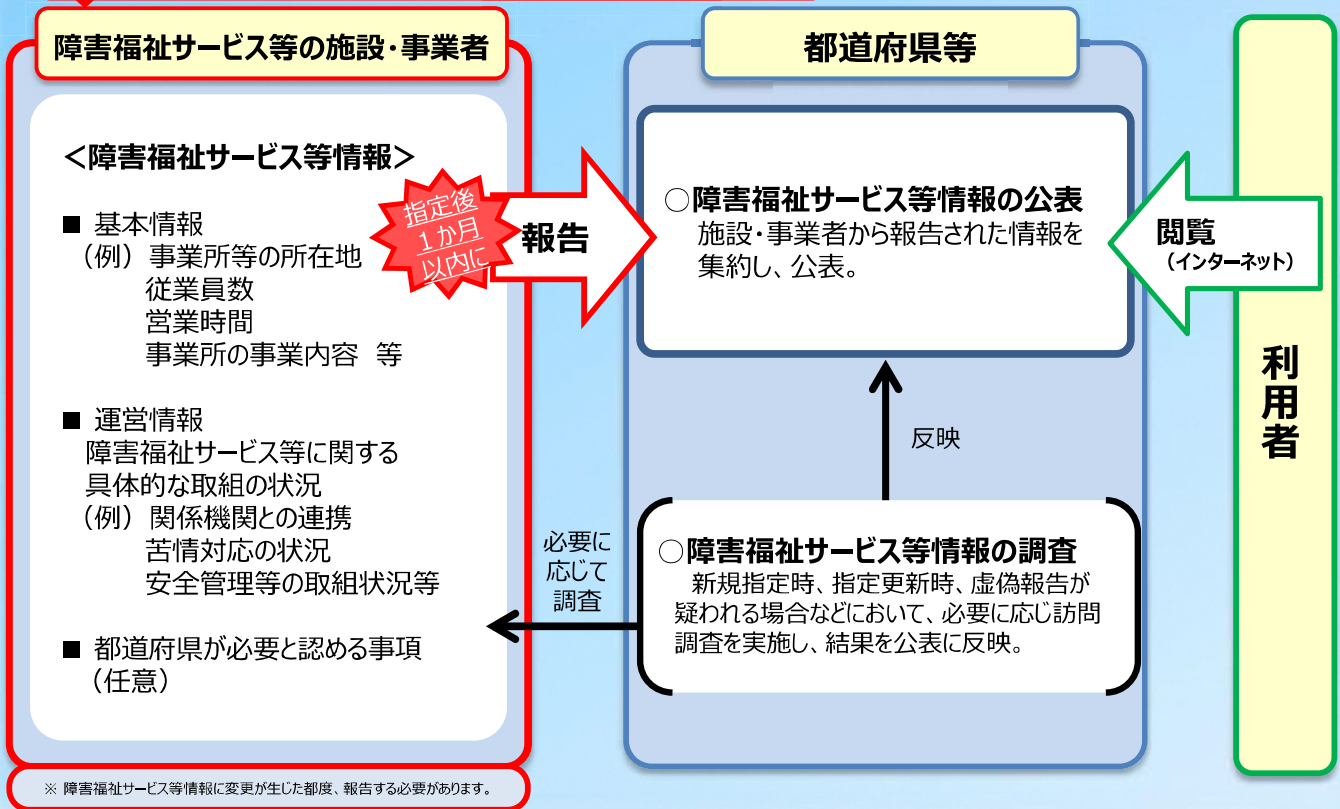 障害福祉サービス等の施設・事業者
＜障害福祉サービス等情報＞
■ 基本情報
（例）事業所等の所在地
従業員数
営業時間
事業所の事業内容 等
■ 運営情報
障害福祉サービス等に関する
具体的な取組の状況
（例）関係機関との連携
苦情対応の状況
安全管理等の取組状況等
■ 都道府県が必要と認める事項
（任意）
※ 障害福祉サービス等情報に変更が生じた都度、報告する必要があります。
指定後
１か月
以内に
報告
都道府県等
○障害福祉サービス等情報の公表
施設・事業者から報告された情報を
集約し、公表。
反映
○障害福祉サービス等情報の調査
新規指定時、指定更新時、虚偽報告が
疑われる場合などにおいて、必要に応じ訪問
調査を実施し、結果を公表に反映。
必要に
応じて
調査
閲覧
（インターネット）
利用者